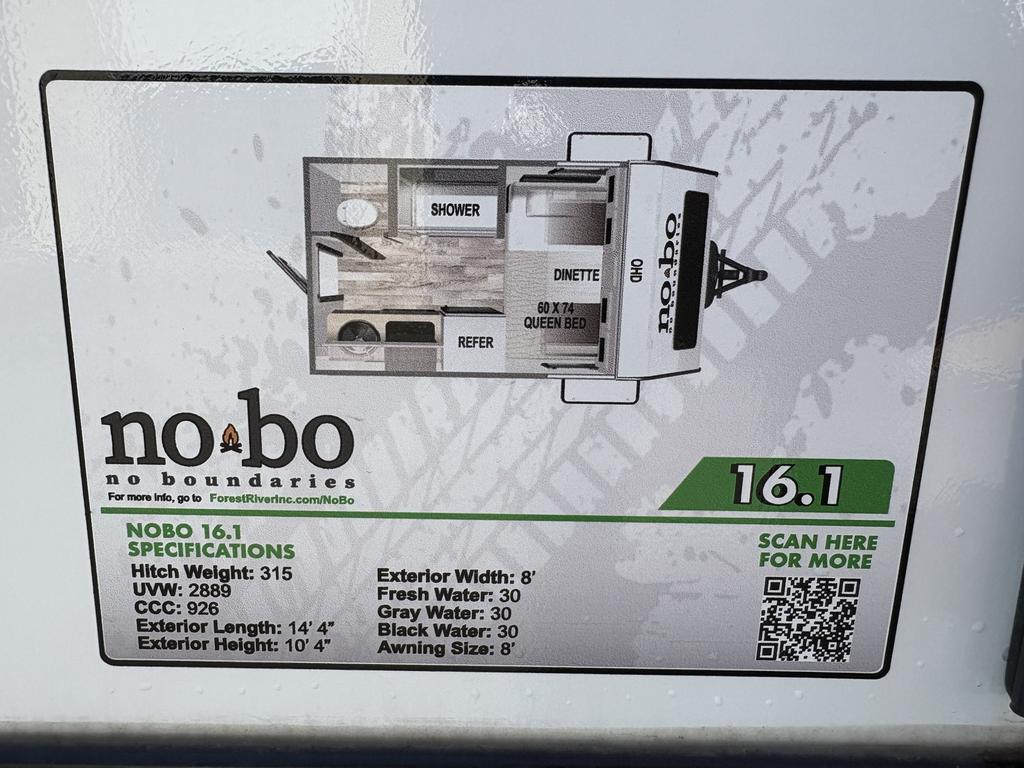 SHOWER
DINETTE
OHD
no bo
no boundaries
60 X 74
QUEEN BED
REFER
no bo
no boundaries
For more info, go to ForestRiverInc.com/NoBo
16.1
NOBO 16.1
SPECIFICATIONS
Hitch Weight: 315
UVW: 2889
CCC: 926
Exterior Length: 14' 4"
Exterior Height: 10' 4"
Exterior Width: 8'
Fresh Water: 30
Gray Water: 30
Black Water: 30
Awning Size: 8'
SCAN HERE
FOR MORE